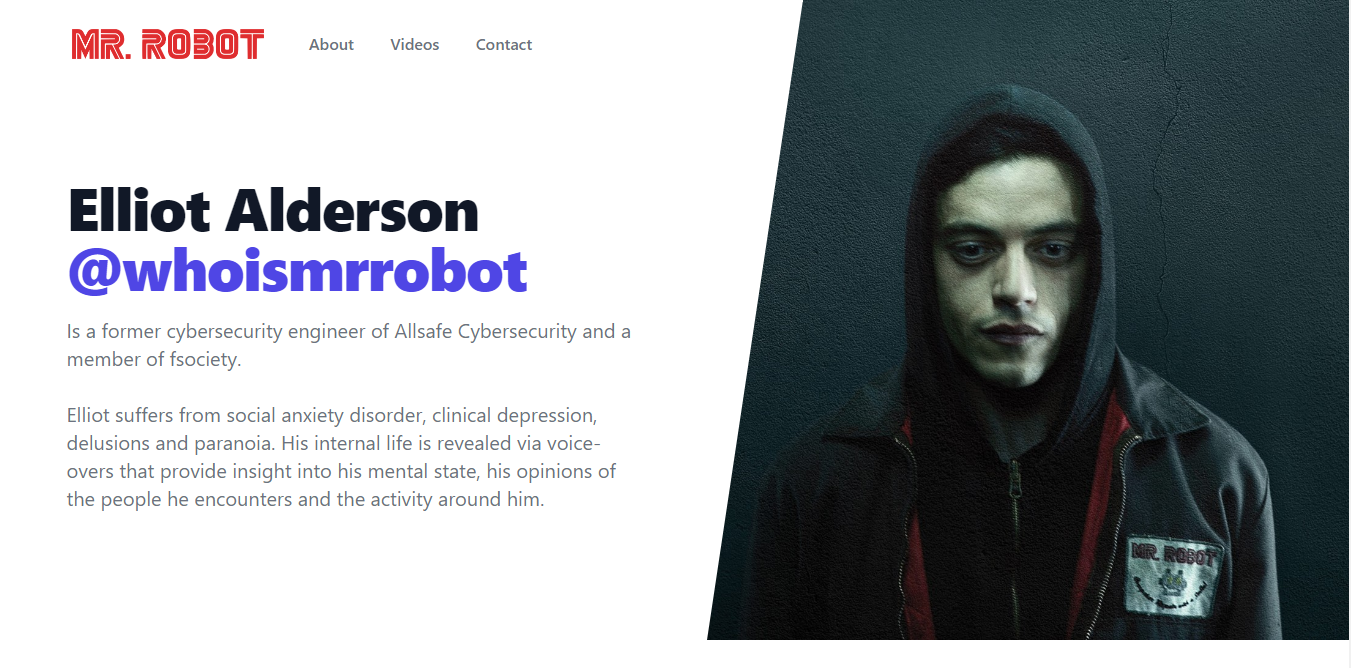 MR. ROBOT
About Videos Contact
Elliot Alderson
@whoismrrobot
Is a former cybersecurity engineer of Allsafe Cybersecurity and a
member of fsociety.
Elliot suffers from social anxiety disorder, clinical depression,
delusions and paranoia. His internal life is revealed via voice-
overs that provide insight into his mental state, his opinions of
the people he encounters and the activity around him.
MR. ROBOT